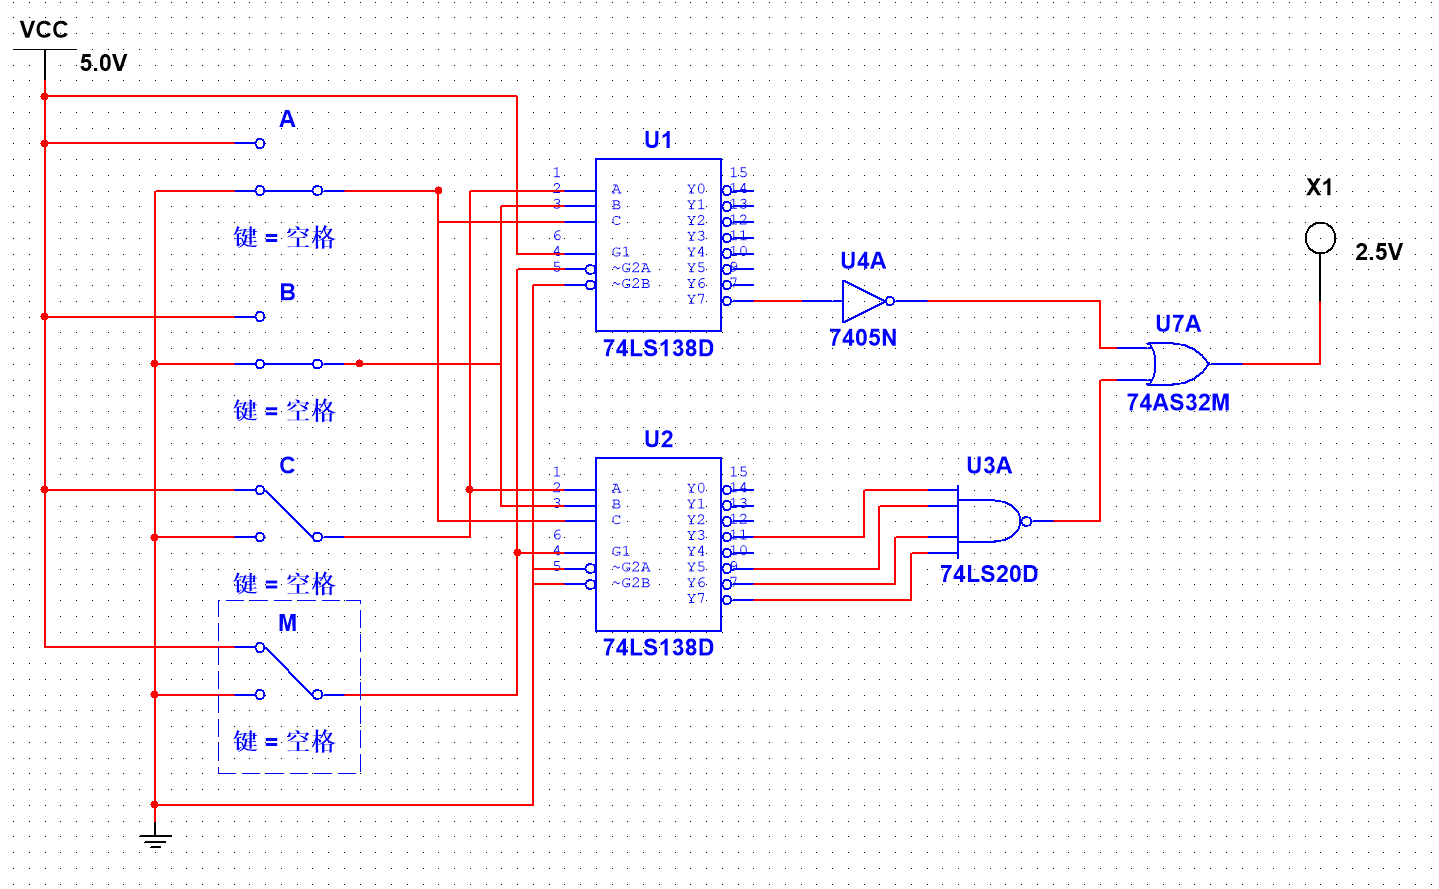 VCC
5.0V
A
键 = 空格
B
键 = 空格
C
键 = 空格
M
键 = 空格
U1
1
2
3
6
4
5
A
B
C
G1
~G2A
~G2B
Y0
Y1
Y2
Y3
Y4
Y5
Y6
Y7
15
14
13
12
11
10
9
7
74LS138D
U2
1
2
3
6
4
5
A
B
C
G1
~G2A
~G2B
Y0
Y1
Y2
Y3
Y4
Y5
Y6
Y7
15
14
13
12
11
10
9
7
74LS138D
U4A
7405N
U3A
74LS20D
U7A
74AS32M
X1
2.5V